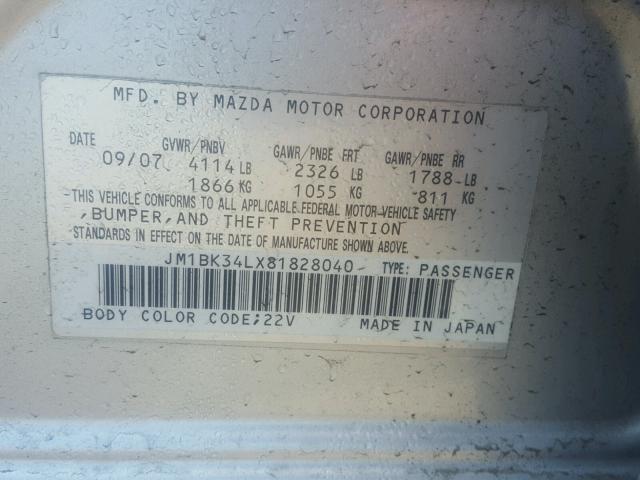 MFD. BY MAZDA MOTOR CORPORATION
DATE GVWR/PNBV GAWR/PNBE FRT GAWR/PNBE RR
09/07 4114 LB 2326 LB 1788 LB
1866 KG 1055 KG 811 KG
THIS VEHICLE CONFORMS TO ALL APPLICABLE FEDERAL MOTOR VEHICLE SAFETY
,BUMPER,AND THEFT PREVENTION
STANDARDS IN EFFECT ON THE DATE OF MANUFACTURE SHOWN ABOVE.
JM1BK34LX81828040 TYPE: PASSENGER
BODY COLOR CODE;22V MADE IN JAPAN